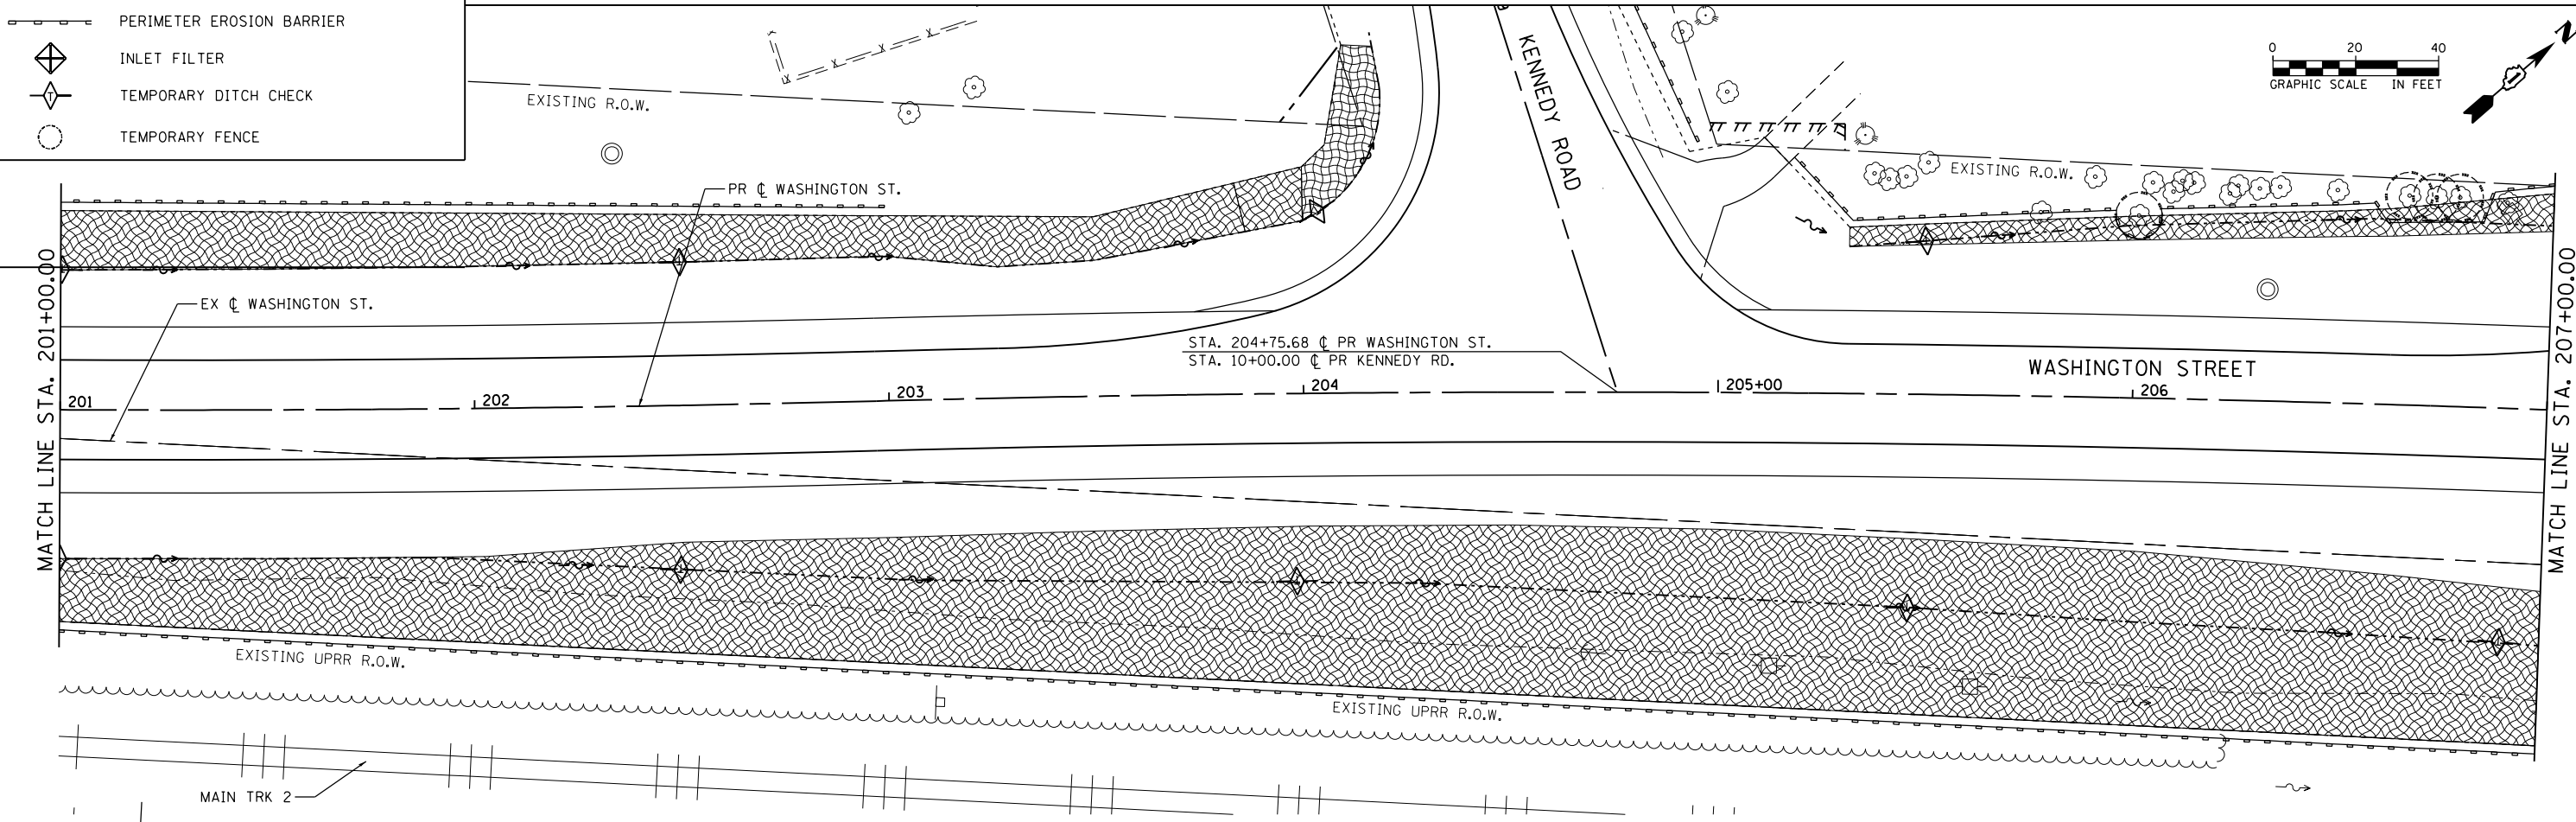 PERIMETER EROSION BARRIER
INLET FILTER
T TEMPORARY DITCH CHECK
TEMPORARY FENCE
EXISTING R.O.W.
KENNEDY ROAD
0 20 40
GRAPHIC SCALE IN FEET
N
EXISTING R.O.W.
PR ℄ WASHINGTON ST.
EX ℄ WASHINGTON ST.
MATCH LINE STA. 201+00.00
STA. 204+75.68 ℄ PR WASHINGTON ST.
STA. 10+00.00 ℄ PR KENNEDY RD.
WASHINGTON STREET
MATCH LINE STA. 207+00.00
201 202 203 204 205+00 206
EXISTING UPRR R.O.W.
EXISTING UPRR R.O.W.
MAIN TRK 2